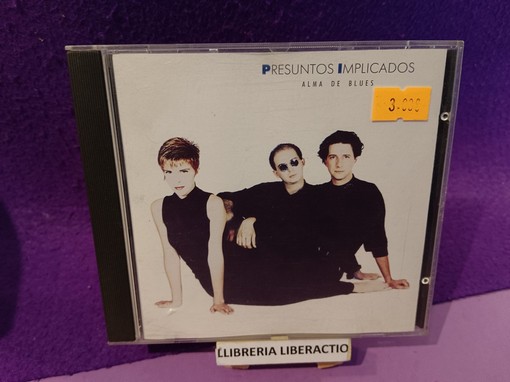 PRESUNTOS IMPLICADOS
ALMA DE BLUES
3.000
LLIBRERIA LIBERACTIO